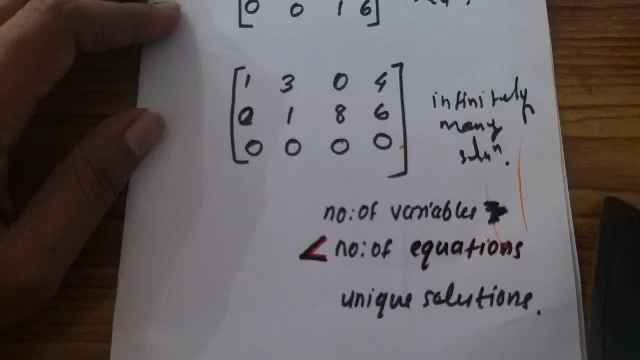 [0 0 1 6]
[1 3 0 4
0 1 8 6
0 0 0 0]
infinitely
many
solⁿ.
no: of variables
< no: of equations
unique solutions.